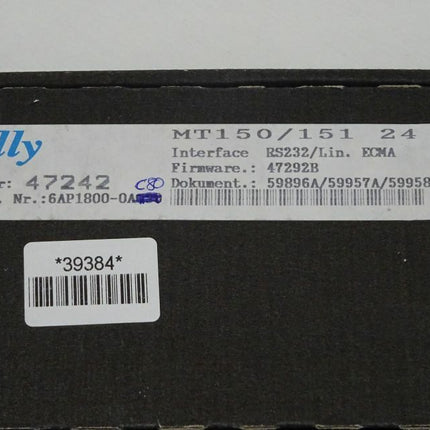 lly
MT150/151 24
Interface RS232/Lin. ECMA
r: 47242 C80
Firmware.: 47292B
. Nr.:6AP1800-0A
Dokument.: 59896A/59957A/59958
*39384*